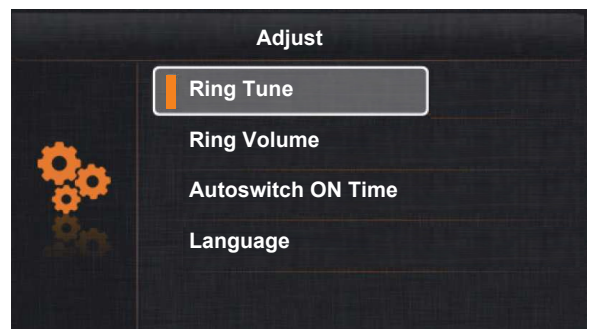 Adjust
Ring Tune
Ring Volume
Autoswitch ON Time
Language